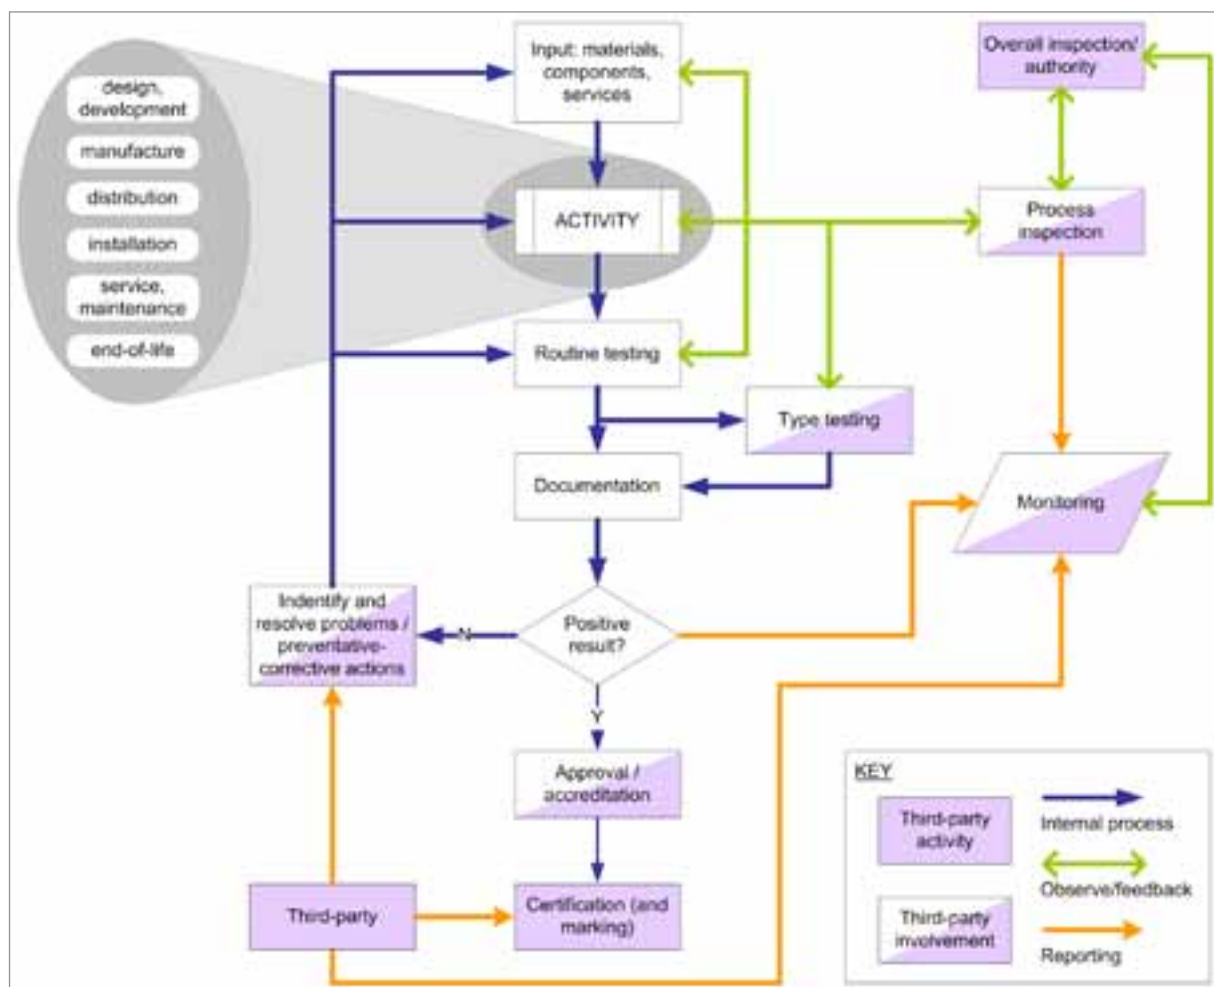 design,
development
manufacture
distribution
installation
service,
maintenance
end-of-life
Input: materials,
components,
services
ACTIVITY
Routine testing
Type testing
Documentation
Positive
result?
N
Y
Indentify and
resolve problems /
preventative-
corrective actions
Approval /
accreditation
Third-party
Certification (and
marking)
Overall inspection/
authority
Process
inspection
Monitoring
KEY
Third-party
activity
Third-party
involvement
Internal process
Observe/feedback
Reporting